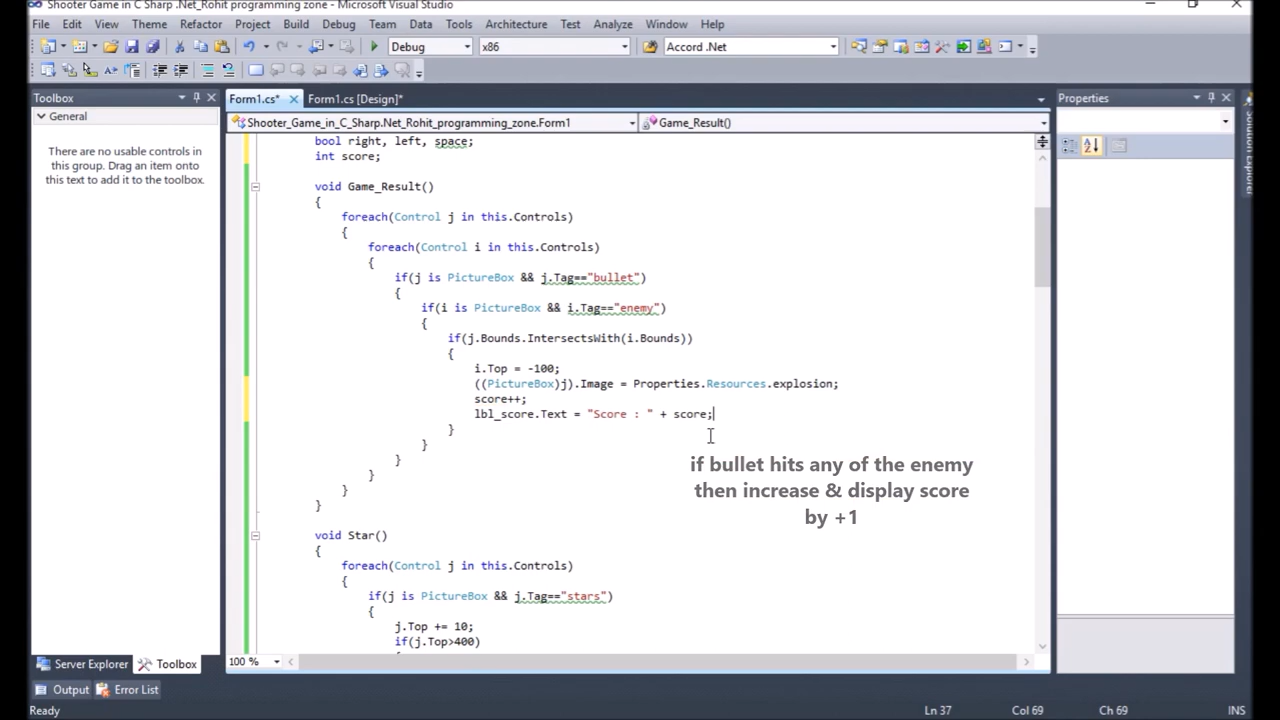 Shooter Game in C Sharp .Net_Rohit programming zone - Microsoft Visual Studio
File Edit View Theme Refactor Project Build Debug Team Data Tools Architecture Test Analyze Window Help
Debug x86 Accord .Net
Toolbox
General
There are no usable controls in
this group. Drag an item onto
this text to add it to the toolbox.
Server Explorer Toolbox
Form1.cs* Form1.cs [Design]*
Shooter_Game_in_C_Sharp.Net_Rohit_programming_zone.Form1 Game_Result()
bool right, left, space;
int score;
void Game_Result()
{
foreach(Control j in this.Controls)
{
foreach(Control i in this.Controls)
{
if(j is PictureBox && j.Tag=="bullet")
{
if(i is PictureBox && i.Tag=="enemy")
{
if(j.Bounds.IntersectsWith(i.Bounds))
{
i.Top = -100;
((PictureBox)j).Image = Properties.Resources.explosion;
score++;
lbl_score.Text = "Score : " + score;
}
}
}
}
}
}
if bullet hits any of the enemy
then increase & display score
by +1
void Star()
{
foreach(Control j in this.Controls)
{
if(j is PictureBox && j.Tag=="stars")
{
j.Top += 10;
if(j.Top>400)
100 %
Properties
Solution Explorer
Output Error List
Ready Ln 37 Col 69 Ch 69 INS